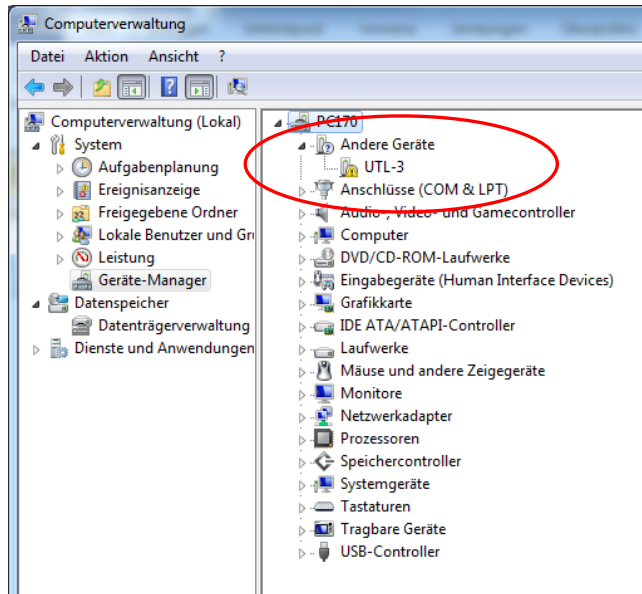 Computerverwaltung
Datei Aktion Ansicht ?
Computerverwaltung (Lokal)
System
Aufgabenplanung
Ereignisanzeige
Freigegebene Ordner
Lokale Benutzer und Gru
Leistung
Geräte-Manager
Datenspeicher
Datenträgerverwaltung
Dienste und Anwendungen
PC170
Andere Geräte
UTL-3
Anschlüsse (COM & LPT)
Audio-, Video- und Gamecontroller
Computer
DVD/CD-ROM-Laufwerke
Eingabegeräte (Human Interface Devices)
Grafikkarte
IDE ATA/ATAPI-Controller
Laufwerke
Mäuse und andere Zeigegeräte
Monitore
Netzwerkadapter
Prozessoren
Speichercontroller
Systemgeräte
Tastaturen
Tragbare Geräte
USB-Controller